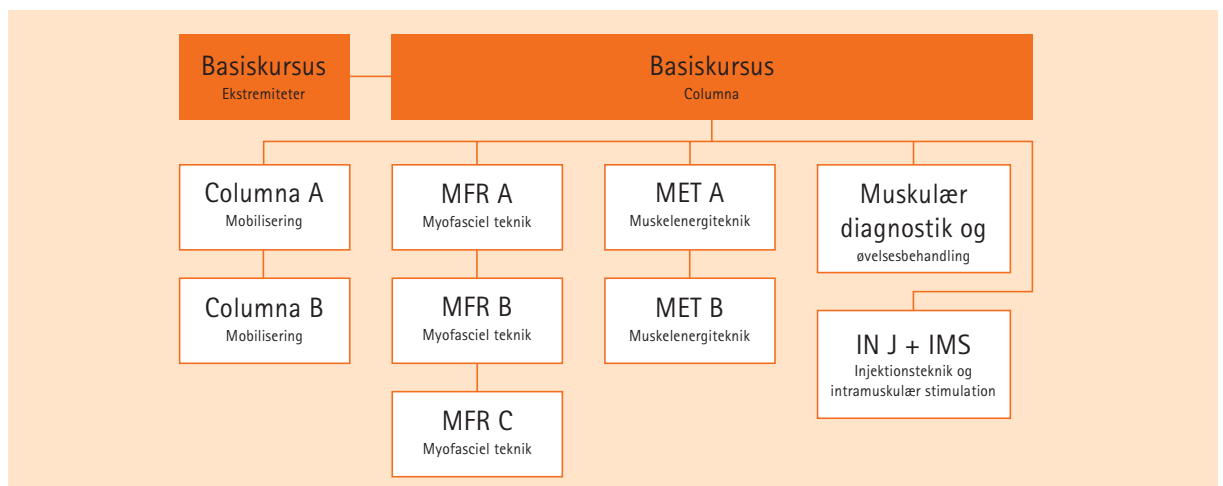 Basiskursus
Ekstremiteter
Basiskursus
Columna
Columna A
Mobilisering
MFR A
Myofasciel teknik
MET A
Muskelenergiteknik
Muskulær
diagnostik og
øvelsesbehandling
Columna B
Mobilisering
MFR B
Myofasciel teknik
MET B
Muskelenergiteknik
IN J + IMS
Injektionsteknik og
intramuskulær stimulation
MFR C
Myofasciel teknik